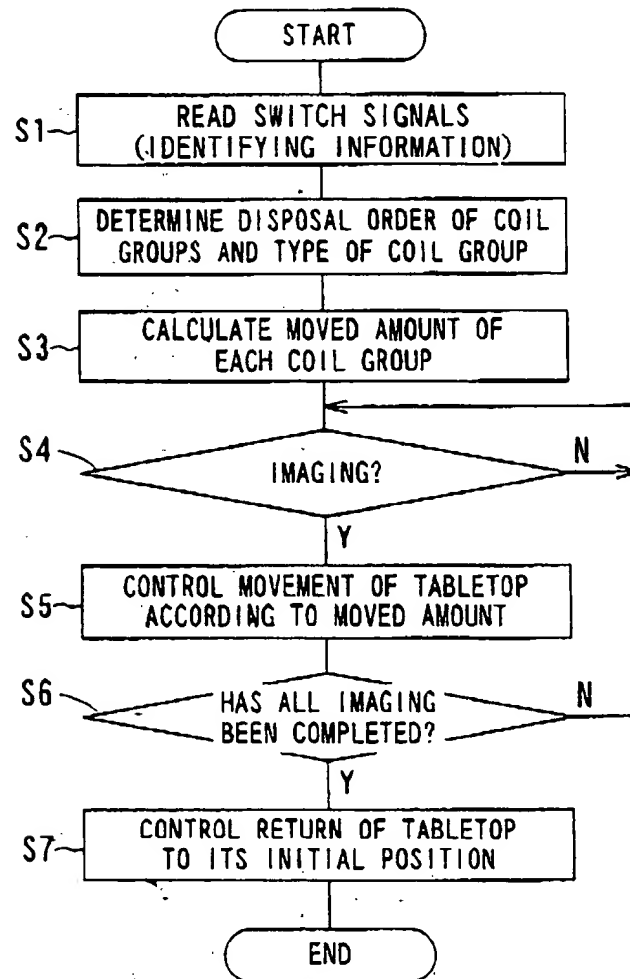 START
S1
READ SWITCH SIGNALS
(IDENTIFYING INFORMATION)
S2
DETERMINE DISPOSAL ORDER OF COIL
GROUPS AND TYPE OF COIL GROUP
S3
CALCULATE MOVED AMOUNT OF
EACH COIL GROUP
S4
IMAGING?
N
Y
S5
CONTROL MOVEMENT OF TABLETOP
ACCORDING TO MOVED AMOUNT
S6
HAS ALL IMAGING
BEEN COMPLETED?
N
Y
S7
CONTROL RETURN OF TABLETOP
TO ITS INITIAL POSITION
END